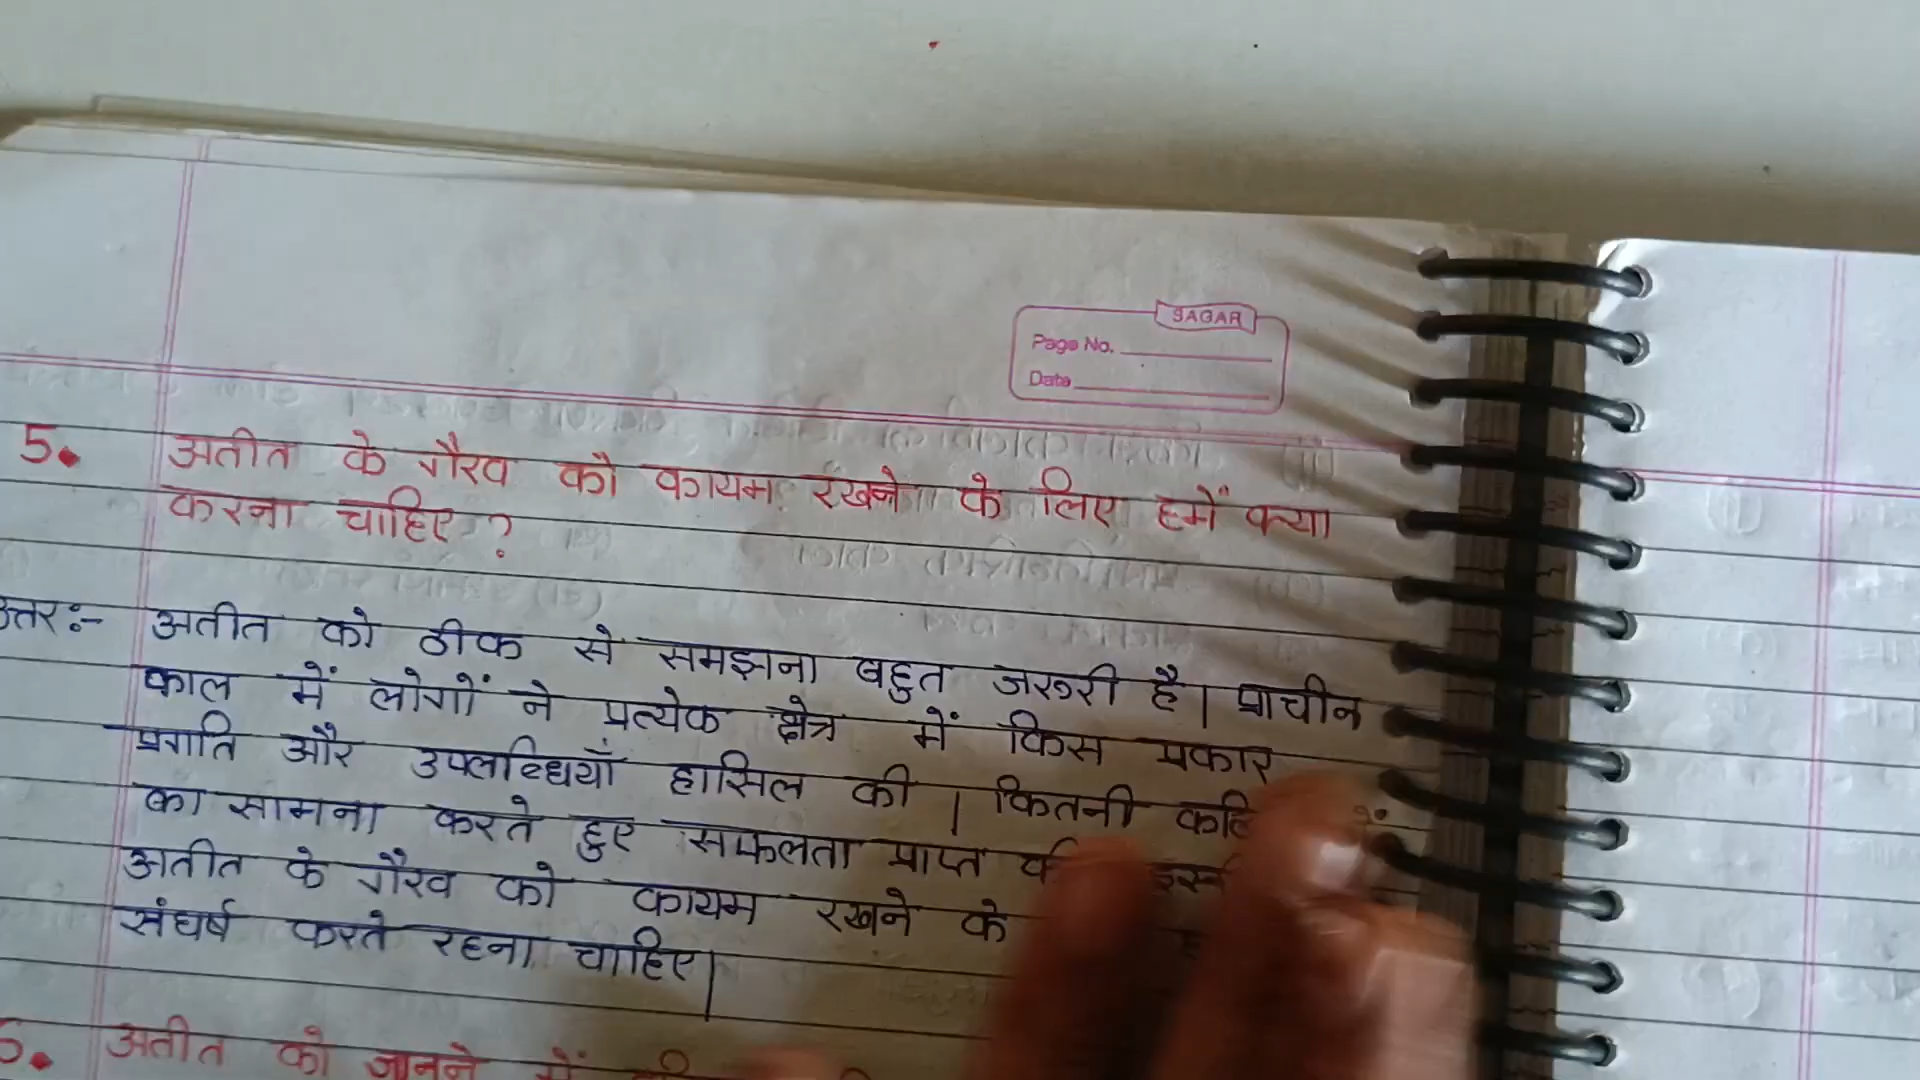 SAGAR
Page No.
Date
5. अतीत के गौरव को कायम रखने के लिए हमें क्या
करना चाहिए ?
उत्तर:- अतीत को ठीक से समझना बहुत जरूरी है। प्राचीन
काल में लोगों ने प्रत्येक क्षेत्र में किस प्रकार
प्रगति और उपलब्धियाँ हासिल की । कितनी
का सामना करते हुए सफलता प्राप्त
अतीत के गौरव को कायम रखने के
संघर्ष करते रहना चाहिए।
अतीत को जानने में